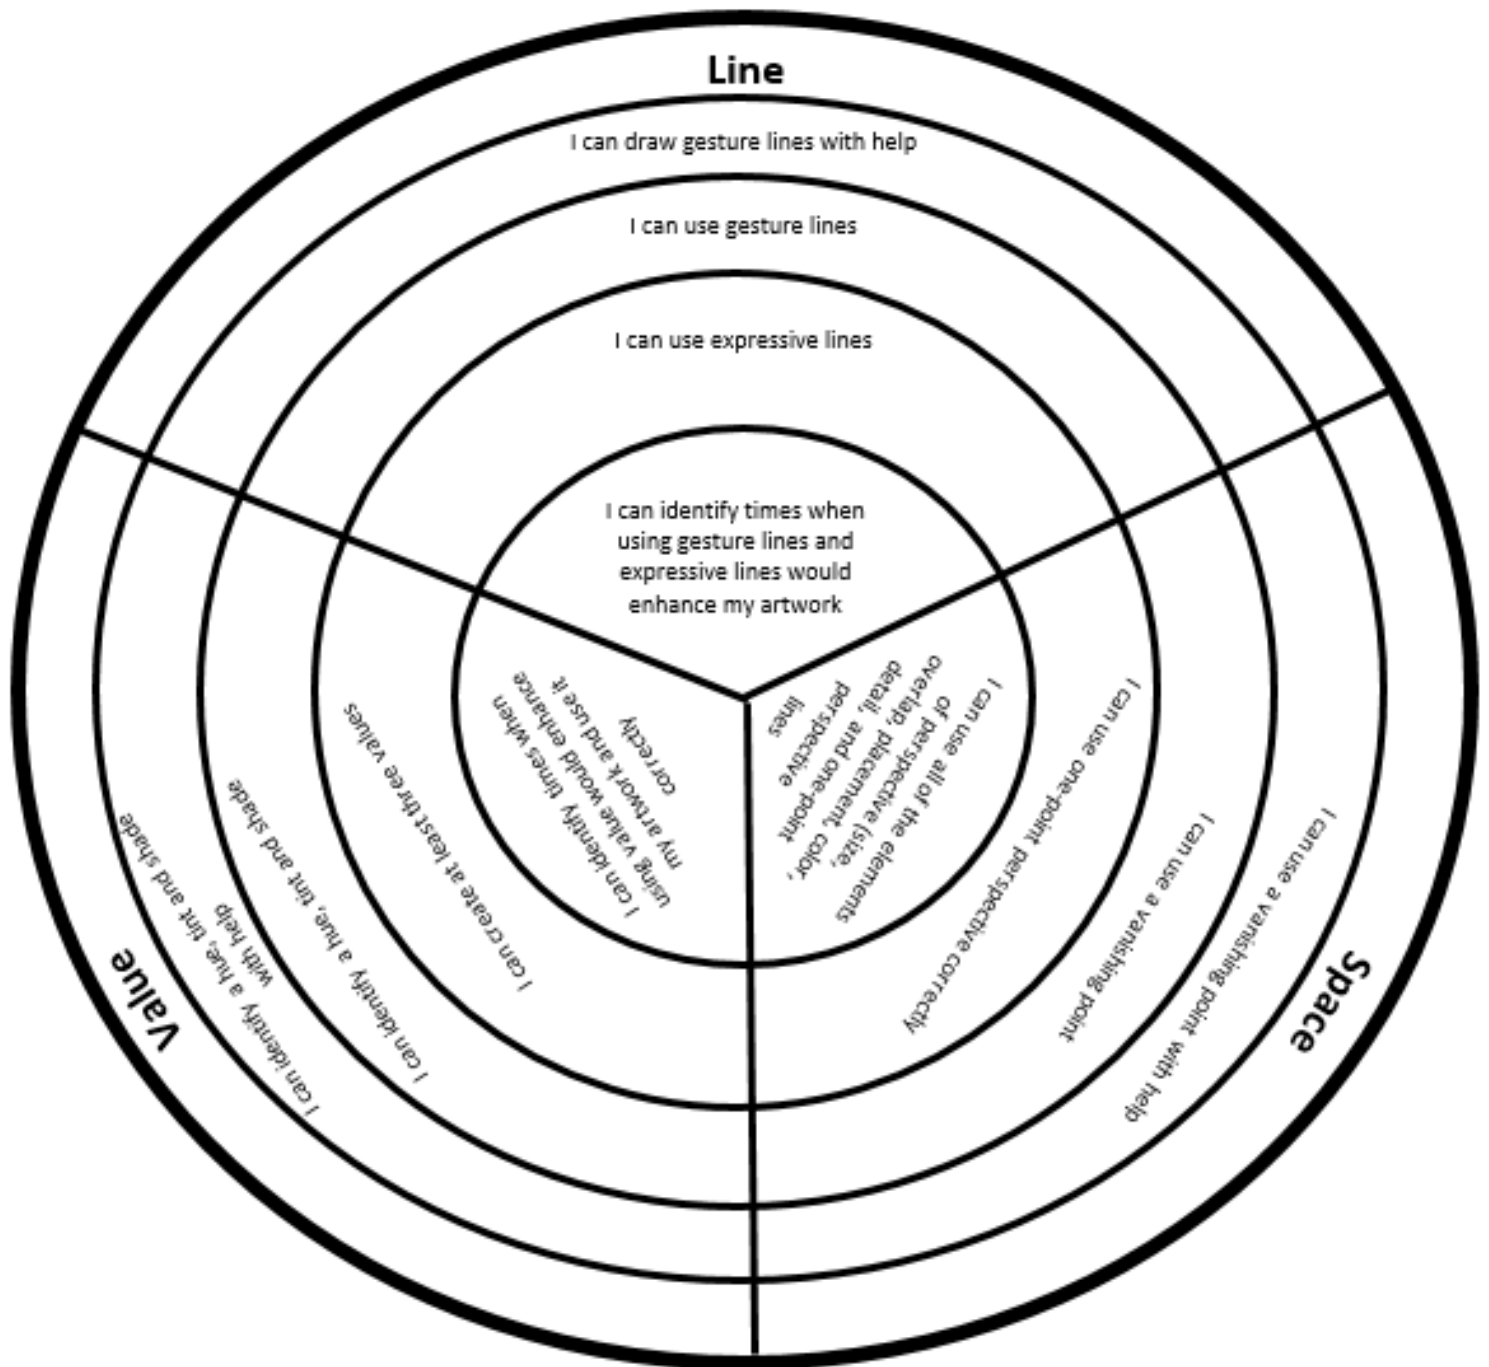 Line
I can draw gesture lines with help
I can use gesture lines
I can use expressive lines
I can identify times when
using gesture lines and
expressive lines would
enhance my artwork
Space
I can use a vanishing point with help
I can use a vanishing point
I can use one-point perspective correctly
I can use all of the elements
of perspective (size,
overlap, placement, color,
detail, and one-point
perspective
lines
Value
I can identify a hue, tint and shade
with help
I can identify a hue, tint and shade
I can create at least three values
I can identify times when
using value would enhance
my artwork and use it
correctly